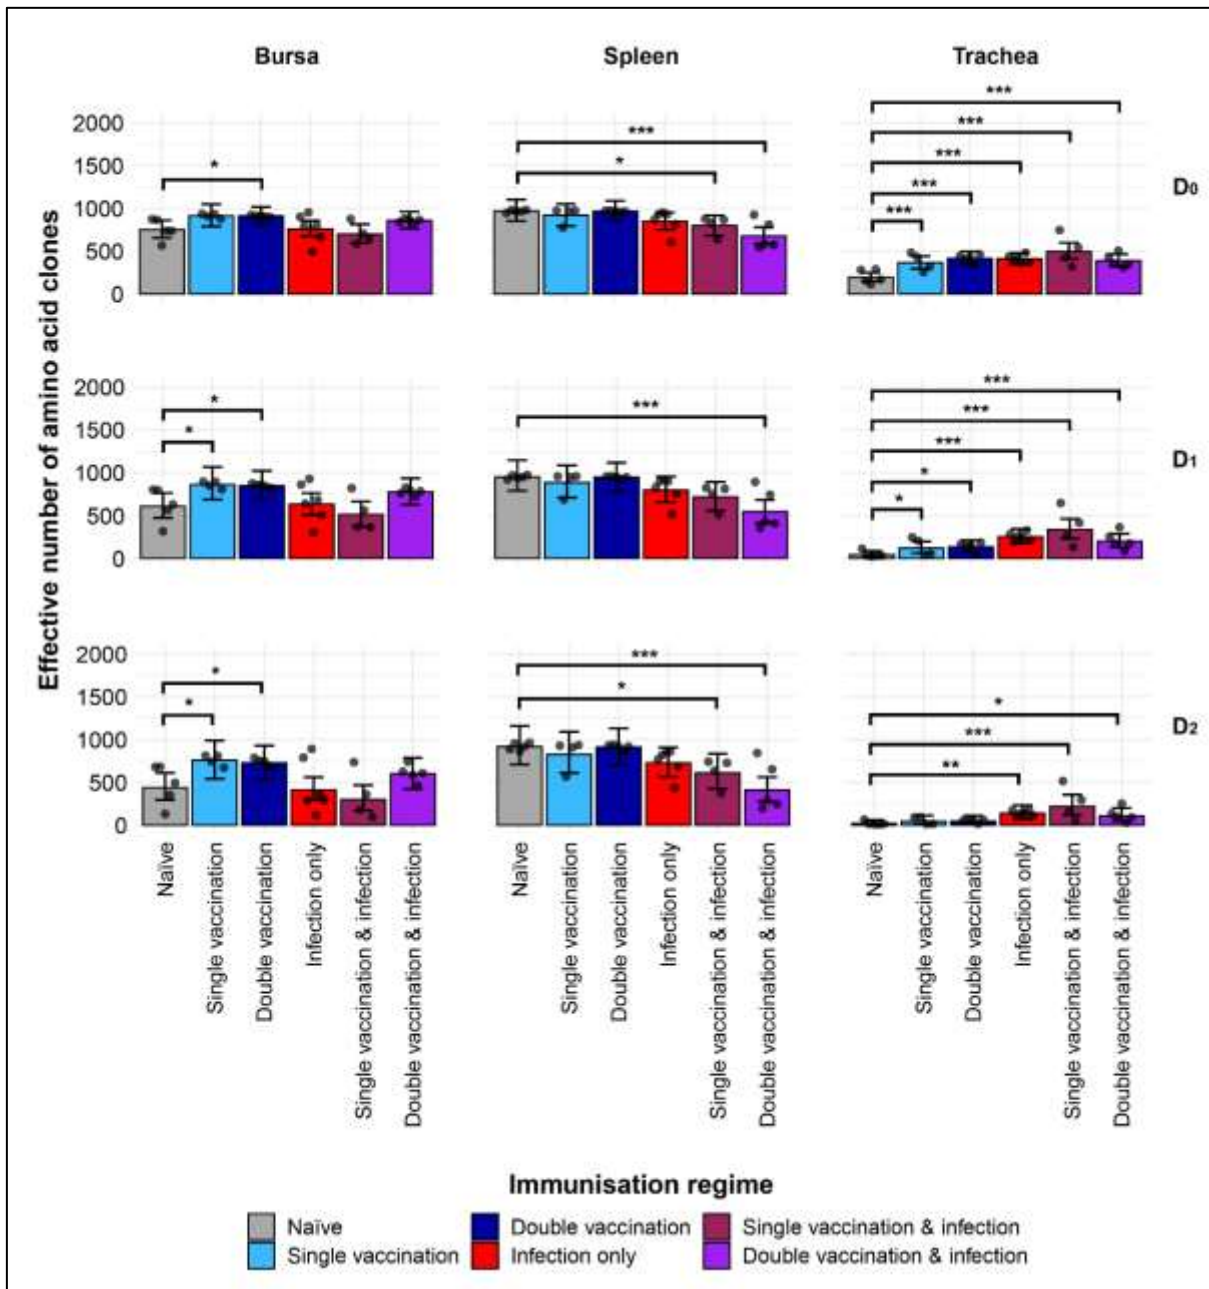 Bursa Spleen Trachea
Effective number of amino acid clones
2000
1500
1000
500
0
*
***
*
***
***
***
***
***
D0
2000
1500
1000
500
0
*
*
***
***
***
***
*
*
D1
2000
1500
1000
500
0
*
*
***
*
*
***
**
D2
Naïve
Single vaccination
Double vaccination
Infection only
Single vaccination & infection
Double vaccination & infection
Naïve
Single vaccination
Double vaccination
Infection only
Single vaccination & infection
Double vaccination & infection
Naïve
Single vaccination
Double vaccination
Infection only
Single vaccination & infection
Double vaccination & infection
Immunisation regime
Naïve Double vaccination Single vaccination & infection
Single vaccination Infection only Double vaccination & infection